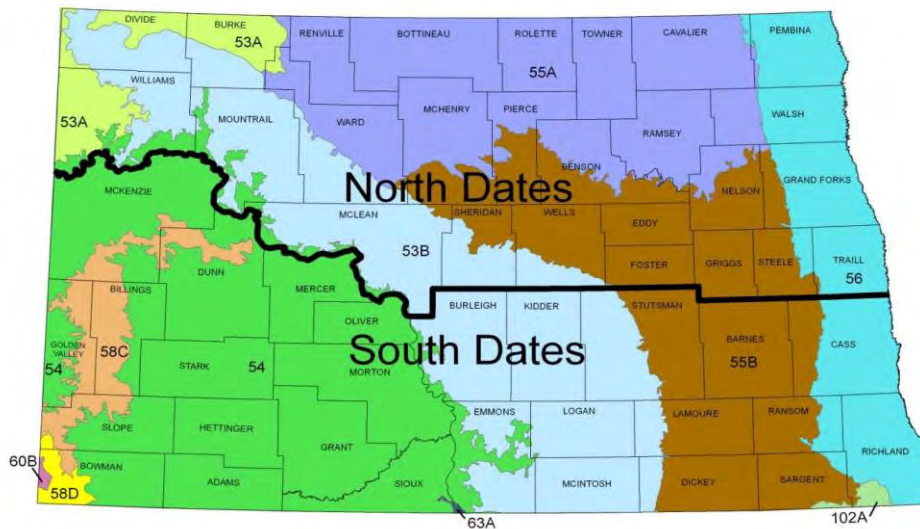 DIVIDE
BURKE
53A
RENVILLE
BOTTINEAU
ROLETTE
TOWNER
CAVALIER
PEMBINA
WILLIAMS
55A
53A
MOUNTRAIL
WARD
MCHENRY
PIERCE
RAMSEY
WALSH
BENSON
MCKENZIE
North Dates
NELSON
GRAND FORKS
MCLEAN
SHERIDAN
WELLS
EDDY
53B
DUNN
FOSTER
GRIGGS
STEELE
TRAILL
56
BILLINGS
MERCER
BURLEIGH
KIDDER
STUTSMAN
OLIVER
GOLDEN
VALLEY
58C
South Dates
BARNES
CASS
54
STARK
54
MORTON
55B
EMMONS
LOGAN
LAMOURE
RANSOM
SLOPE
HETTINGER
GRANT
RICHLAND
60B
BOWMAN
ADAMS
SIOUX
MCINTOSH
DICKEY
SARGENT
58D
63A
102A